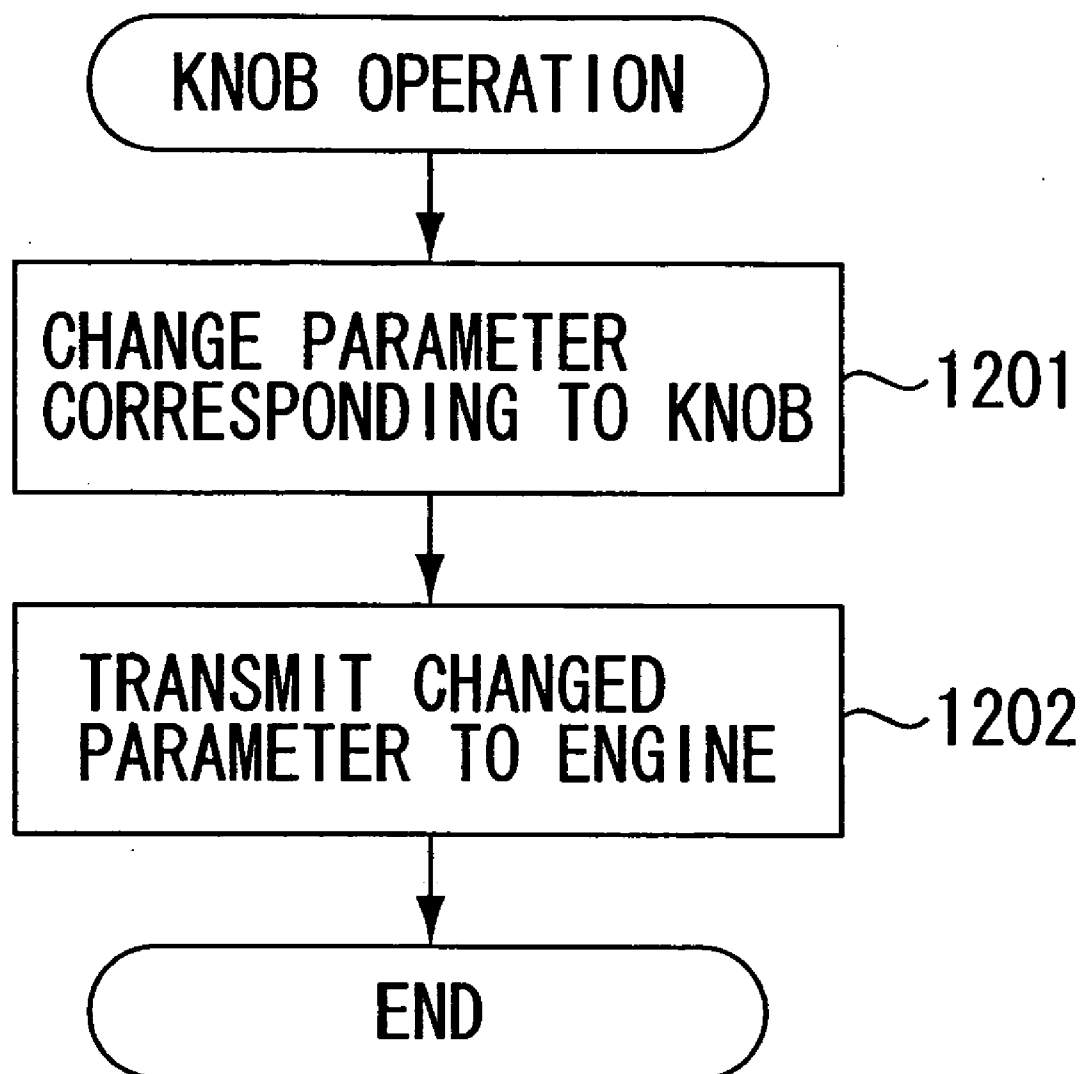 KNOB OPERATION
CHANGE PARAMETER
CORRESPONDING TO KNOB
1201
TRANSMIT CHANGED
PARAMETER TO ENGINE
1202
END